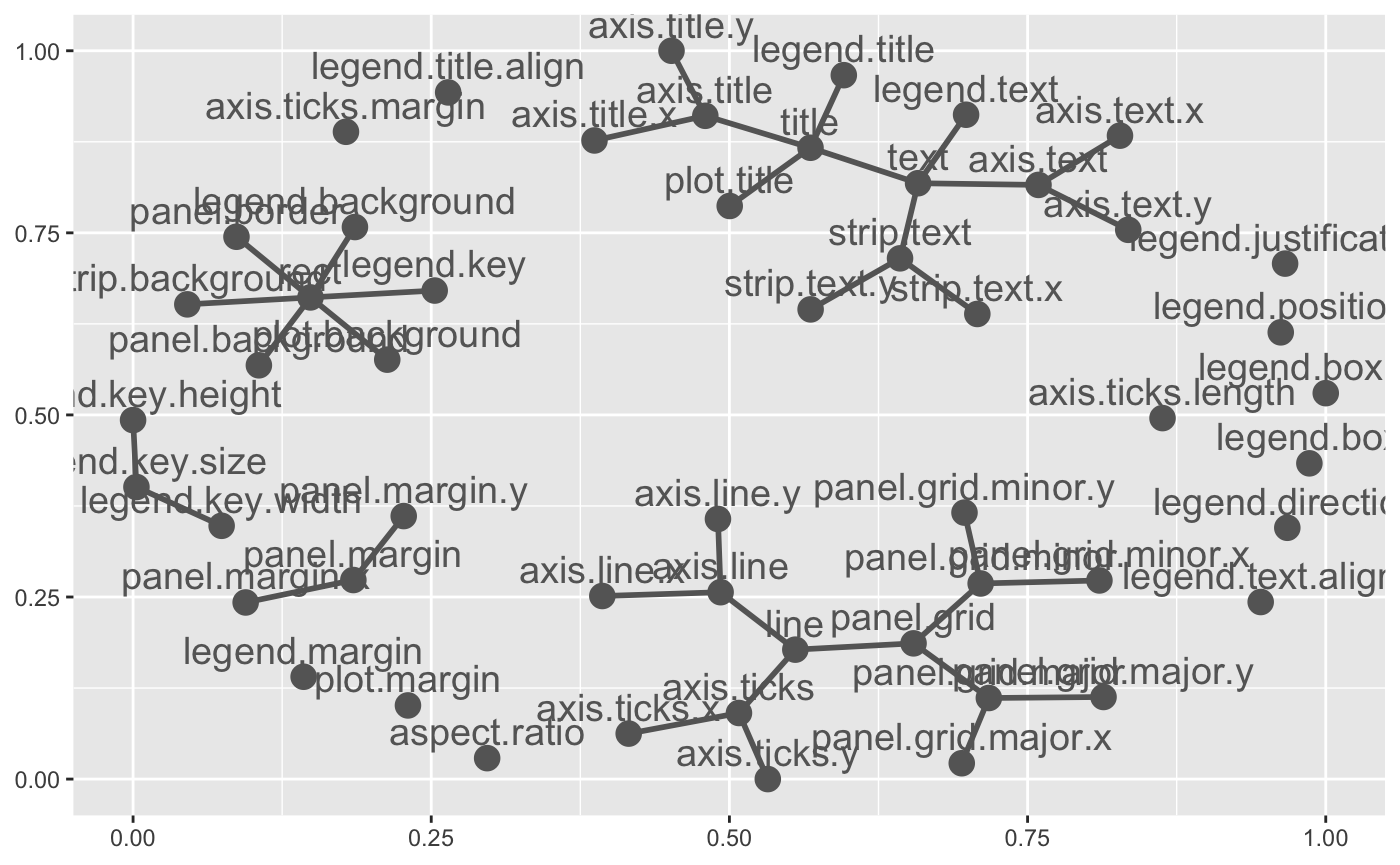 axis.title.y
legend.title
1.00
legend.title.align
axis.title
legend.text
axis.ticks.margin
axis.title.x
title
axis.text.x
text
axis.text
plot.title
legend.background
panel.border
axis.text.y
0.75
strip.text
legend.justificat
rect
legend.key
trip.background
strip.text.y
strip.text.x
legend.positio
plot.background
panel.background
legend.box
d.key.height
axis.ticks.length
0.50
legend.bo
end.key.size
legend.key.width
panel.margin.y
axis.line.y
panel.grid.minor.y
legend.directio
panel.margin
panel.grid.minor
panel.grid.minor.x
panel.margin.x
axis.line.x
axis.line
legend.text.align
0.25
line
panel.grid
legend.margin
plot.margin
axis.ticks
panel.grid.major
panel.grid.major.y
axis.ticks.x
aspect.ratio
axis.ticks.y
panel.grid.major.x
0.00
0.00
0.25
0.50
0.75
1.00